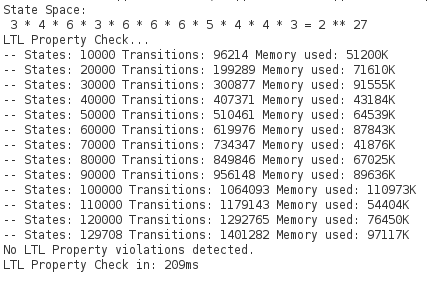 State Space:
3 * 4 * 6 * 3 * 6 * 6 * 6 * 5 * 4 * 4 * 3 = 2 ** 27
LTL Property Check...
-- States: 10000 Transitions: 96214 Memory used: 51200K
-- States: 20000 Transitions: 199289 Memory used: 71610K
-- States: 30000 Transitions: 300877 Memory used: 91555K
-- States: 40000 Transitions: 407371 Memory used: 43184K
-- States: 50000 Transitions: 510461 Memory used: 64539K
-- States: 60000 Transitions: 619976 Memory used: 87843K
-- States: 70000 Transitions: 734347 Memory used: 41876K
-- States: 80000 Transitions: 849846 Memory used: 67025K
-- States: 90000 Transitions: 956148 Memory used: 89636K
-- States: 100000 Transitions: 1064093 Memory used: 110973K
-- States: 110000 Transitions: 1179143 Memory used: 54404K
-- States: 120000 Transitions: 1292765 Memory used: 76450K
-- States: 129708 Transitions: 1401282 Memory used: 97117K
No LTL Property violations detected.
LTL Property Check in: 209ms